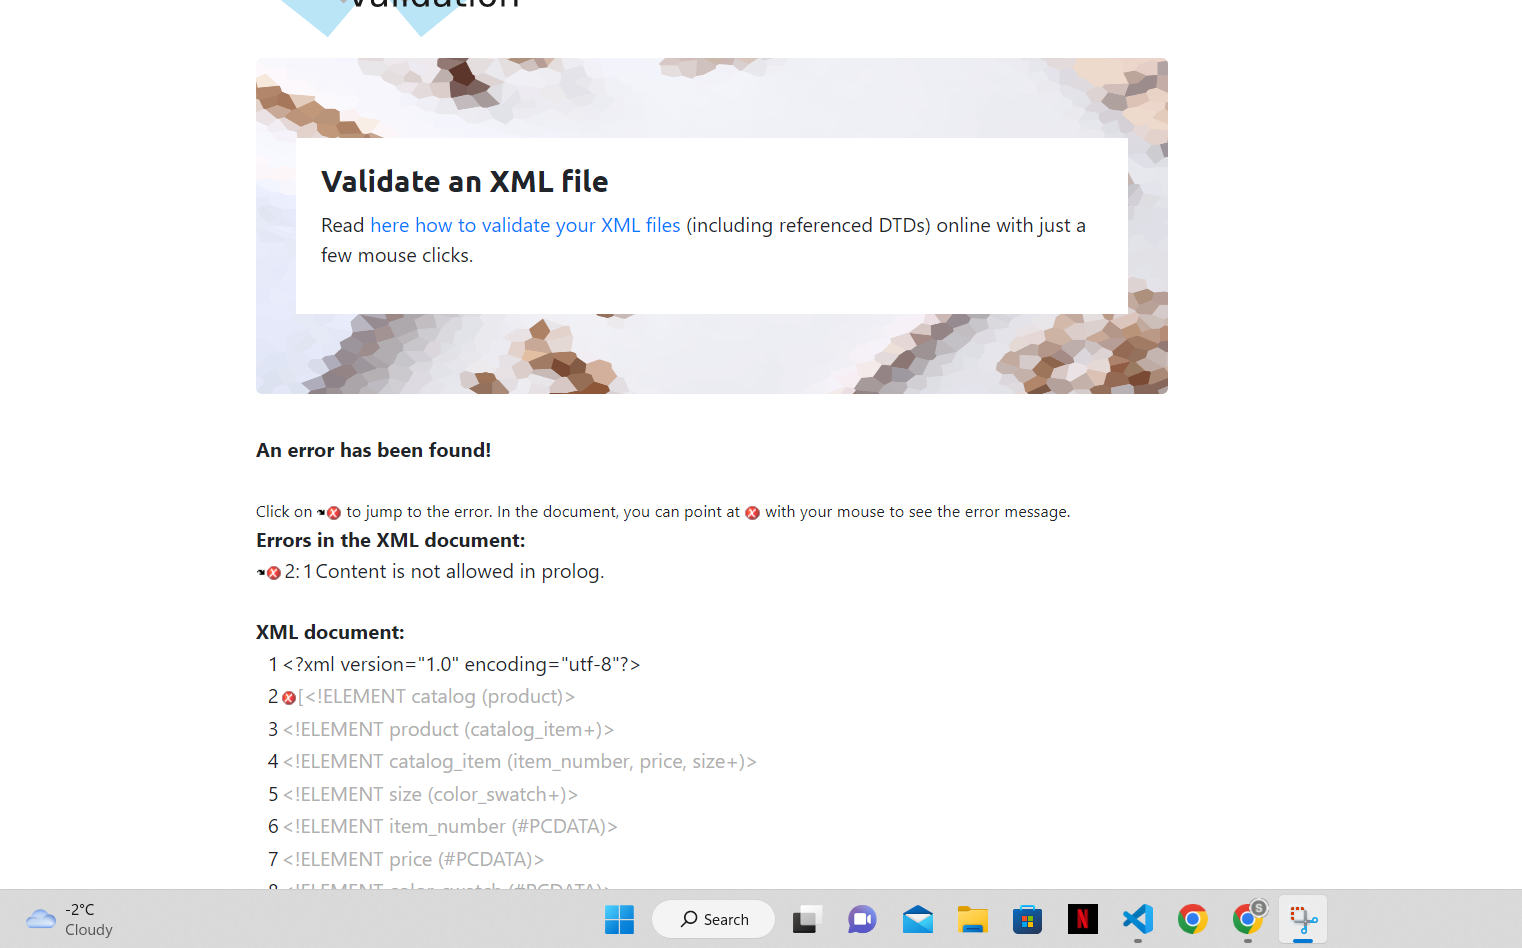 Validation
Validate an XML file
Read here how to validate your XML files (including referenced DTDs) online with just a
few mouse clicks.
An error has been found!
Click on to jump to the error. In the document, you can point at with your mouse to see the error message.
Errors in the XML document:
2: 1 Content is not allowed in prolog.
XML document:
1 <?xml version="1.0" encoding="utf-8"?>
2 [<!ELEMENT catalog (product)>
3 <!ELEMENT product (catalog_item+)>
4 <!ELEMENT catalog_item (item_number, price, size+)>
5 <!ELEMENT size (color_swatch+)>
6 <!ELEMENT item_number (#PCDATA)>
7 <!ELEMENT price (#PCDATA)>
8 <!ELEMENT color_swatch (#PCDATA)>
-2°C
Cloudy
Search
N
S